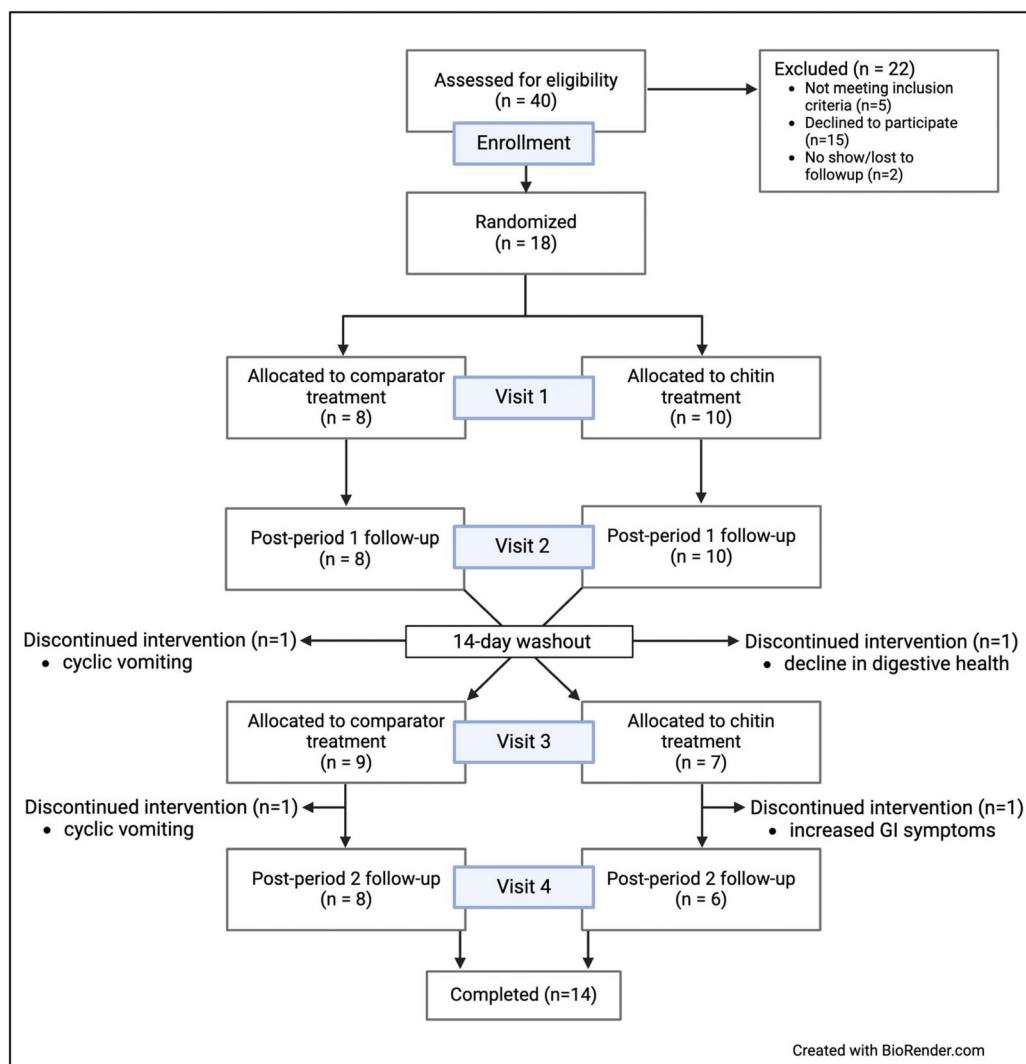 Assessed for eligibility
(n = 40)
Enrollment
Excluded (n = 22)
• Not meeting inclusion
criteria (n=5)
• Declined to participate
(n=15)
• No show/lost to
followup (n=2)
Randomized
(n = 18)
Allocated to comparator
treatment
(n = 8)
Visit 1
Allocated to chitin
treatment
(n = 10)
Post-period 1 follow-up
(n = 8)
Visit 2
Post-period 1 follow-up
(n = 10)
Discontinued intervention (n=1)
• cyclic vomiting
14-day washout
Discontinued intervention (n=1)
• decline in digestive health
Allocated to comparator
treatment
(n = 9)
Visit 3
Allocated to chitin
treatment
(n = 7)
Discontinued intervention (n=1)
• cyclic vomiting
Discontinued intervention (n=1)
• increased GI symptoms
Post-period 2 follow-up
(n = 8)
Visit 4
Post-period 2 follow-up
(n = 6)
Completed (n=14)
Created with BioRender.com